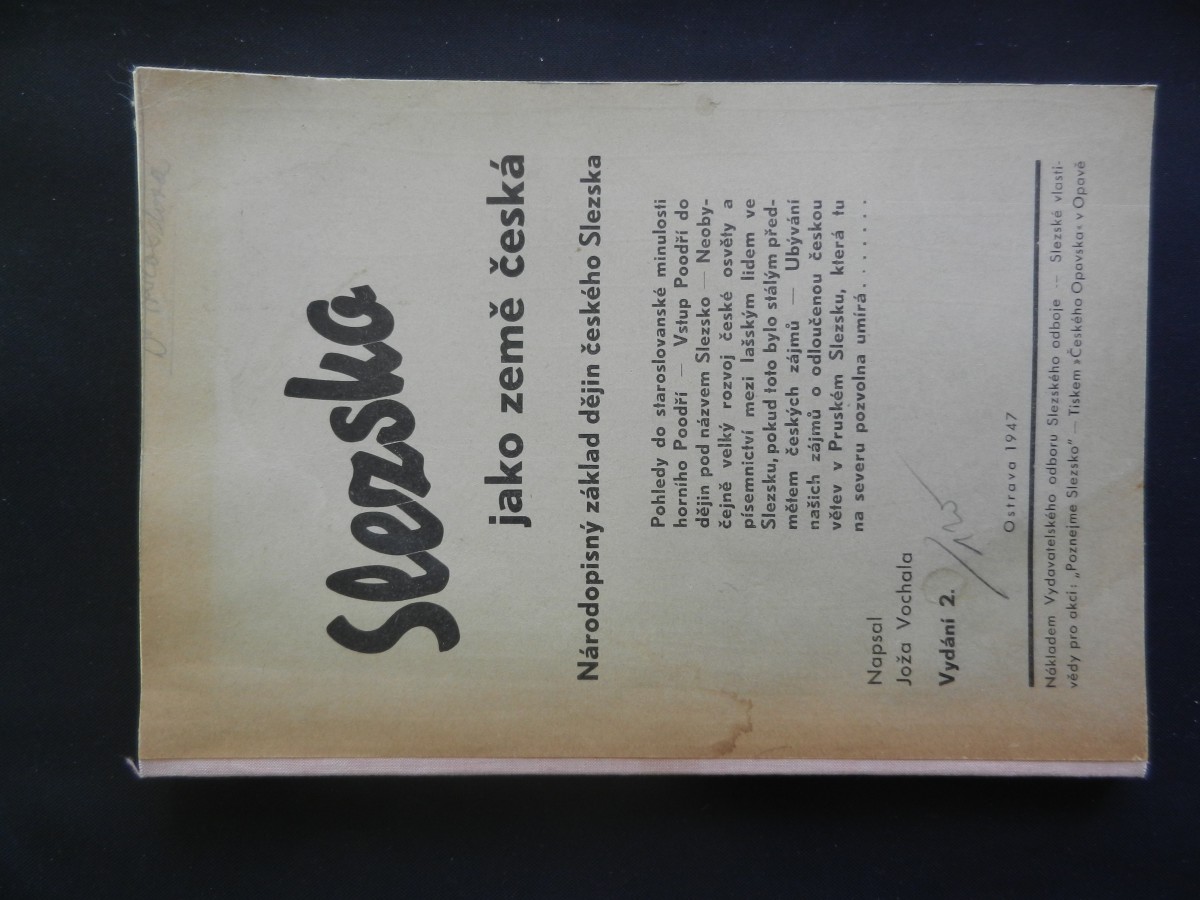 Slezsko
jako země česká
Národopisný základ dějin českého Slezska
Pohledy do staroslovanské minulosti
horního Poodří — Vstup Poodří do
dějin pod názvem Slezsko — Neoby-
čejně velký rozvoj české osvěty a
písemnictví mezi lašským lidem ve
Slezsku, pokud toto bylo stálým před-
mětem českých zájmů — Ubývání
našich zájmů o odloučenou českou
větev v Pruském Slezsku, která tu
na severu pozvolna umírá.........
Napsal
Joža Vochala
Vydání 2.
Ostrava 1947
Nákladem Vydavatelského odboru Slezského odboje -- Slezské vlasti-
vědy pro akci: „Poznejme Slezsko" — Tiskem »Českého Opavska« v Opavě